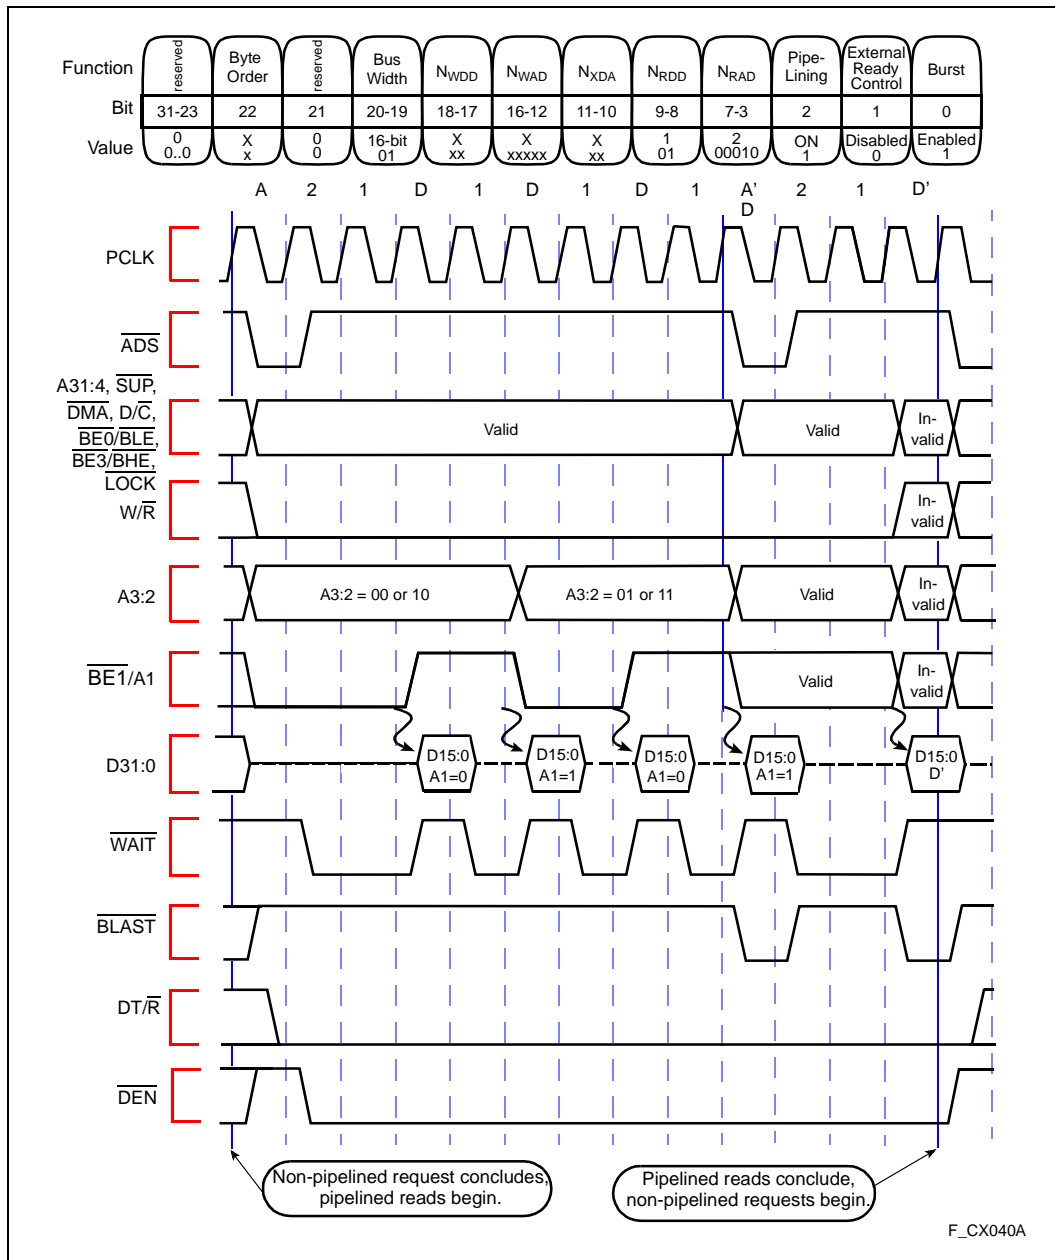 Function
reserved
Byte
Order
reserved
Bus
Width
NWDD
NWAD
NXDA
NRDD
NRAD
Pipe-
Lining
External
Ready
Control
Burst
Bit 31-23 22 21 20-19 18-17 16-12 11-10 9-8 7-3 2 1 0
Value
0
0..0
X
x
0
0
16-bit
01
X
xx
X
xxxxx
X
xx
1
01
2
00010
ON
1
Disabled
0
Enabled
1
A 2 1 D 1 D 1 D 1 A' 2 1 D'
D
PCLK
ADS
A31:4, SUP,
DMA, D/C,
BE0/BLE,
BE3/BHE,
LOCK
Valid
Valid
In-
valid
W/R
In-
valid
A3:2
A3:2 = 00 or 10
A3:2 = 01 or 11
Valid
In-
valid
BE1/A1
Valid
In-
valid
D31:0
D15:0
A1=0
D15:0
A1=1
D15:0
A1=0
D15:0
A1=1
D15:0
D'
WAIT
BLAST
DT/R
DEN
Non-pipelined request concludes,
pipelined reads begin.
Pipelined reads conclude,
non-pipelined requests begin.
F_CX040A